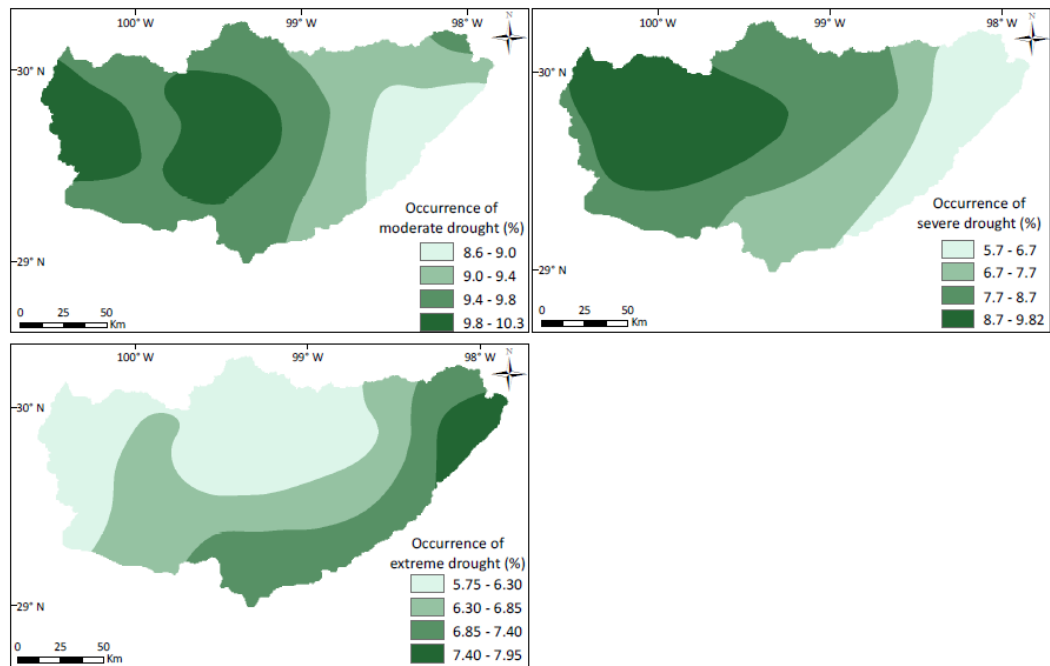 100° W 99° W 98° W
N
30° N
29° N
Occurrence of
moderate drought (%)
8.6 - 9.0
9.0 - 9.4
9.4 - 9.8
9.8 - 10.3
0 25 50
Km
100° W 99° W 98° W
N
30° N
29° N
Occurrence of
severe drought (%)
5.7 - 6.7
6.7 - 7.7
7.7 - 8.7
8.7 - 9.82
0 25 50
Km
100° W 99° W 98° W
N
30° N
29° N
Occurrence of
extreme drought (%)
5.75 - 6.30
6.30 - 6.85
6.85 - 7.40
7.40 - 7.95
0 25 50
Km